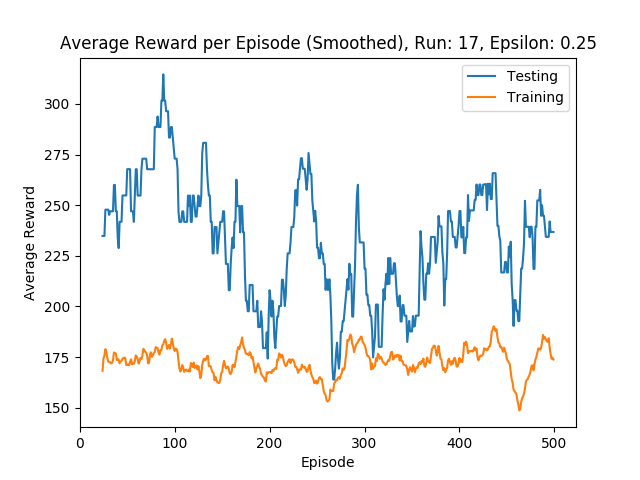 Average Reward per Episode (Smoothed), Run: 17, Epsilon: 0.25
Testing
Training
300
275
250
225
200
175
150
Average Reward
0 100 200 300 400 500
Episode